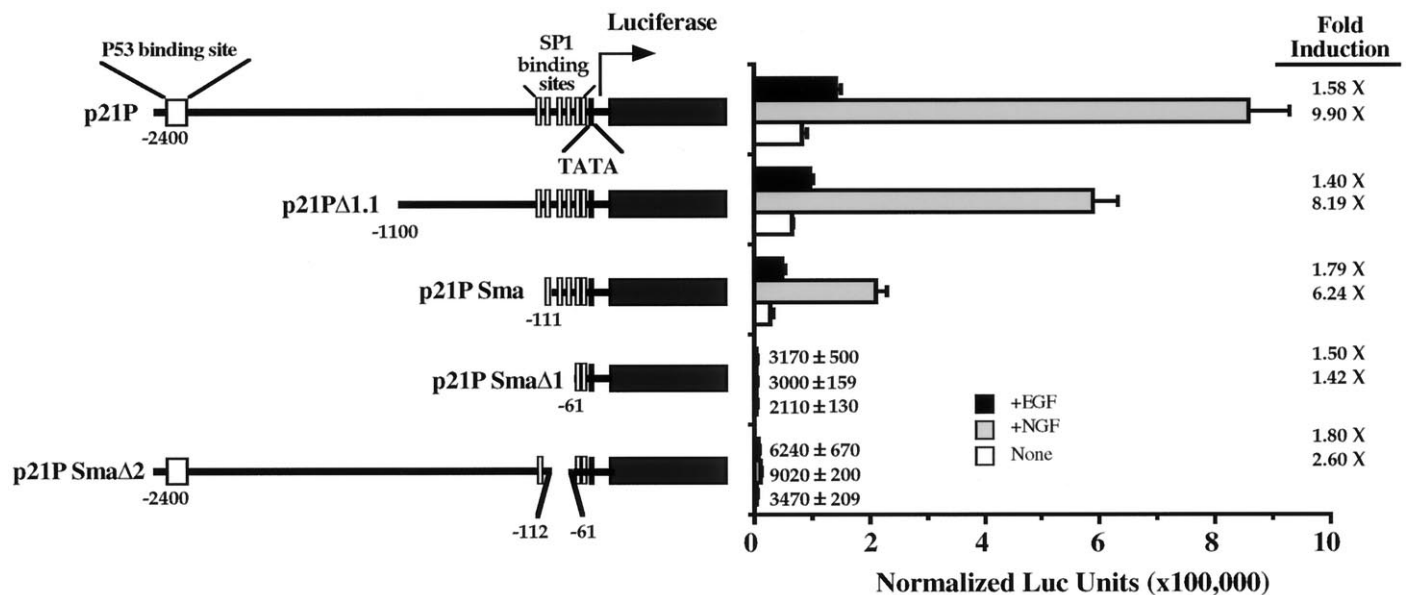 Luciferase
Fold
Induction
P53 binding site
SP1
binding
sites
p21P
-2400
TATA
1.58 X
9.90 X
p21PΔ1.1
-1100
1.40 X
8.19 X
p21P Sma
-111
1.79 X
6.24 X
p21P SmaΔ1
-61
3170 ± 500
3000 ± 159
2110 ± 130
1.50 X
1.42 X
+EGF
+NGF
None
p21P SmaΔ2
-2400
-112
-61
6240 ± 670
9020 ± 200
3470 ± 209
1.80 X
2.60 X
0 2 4 6 8 10
Normalized Luc Units (x100,000)